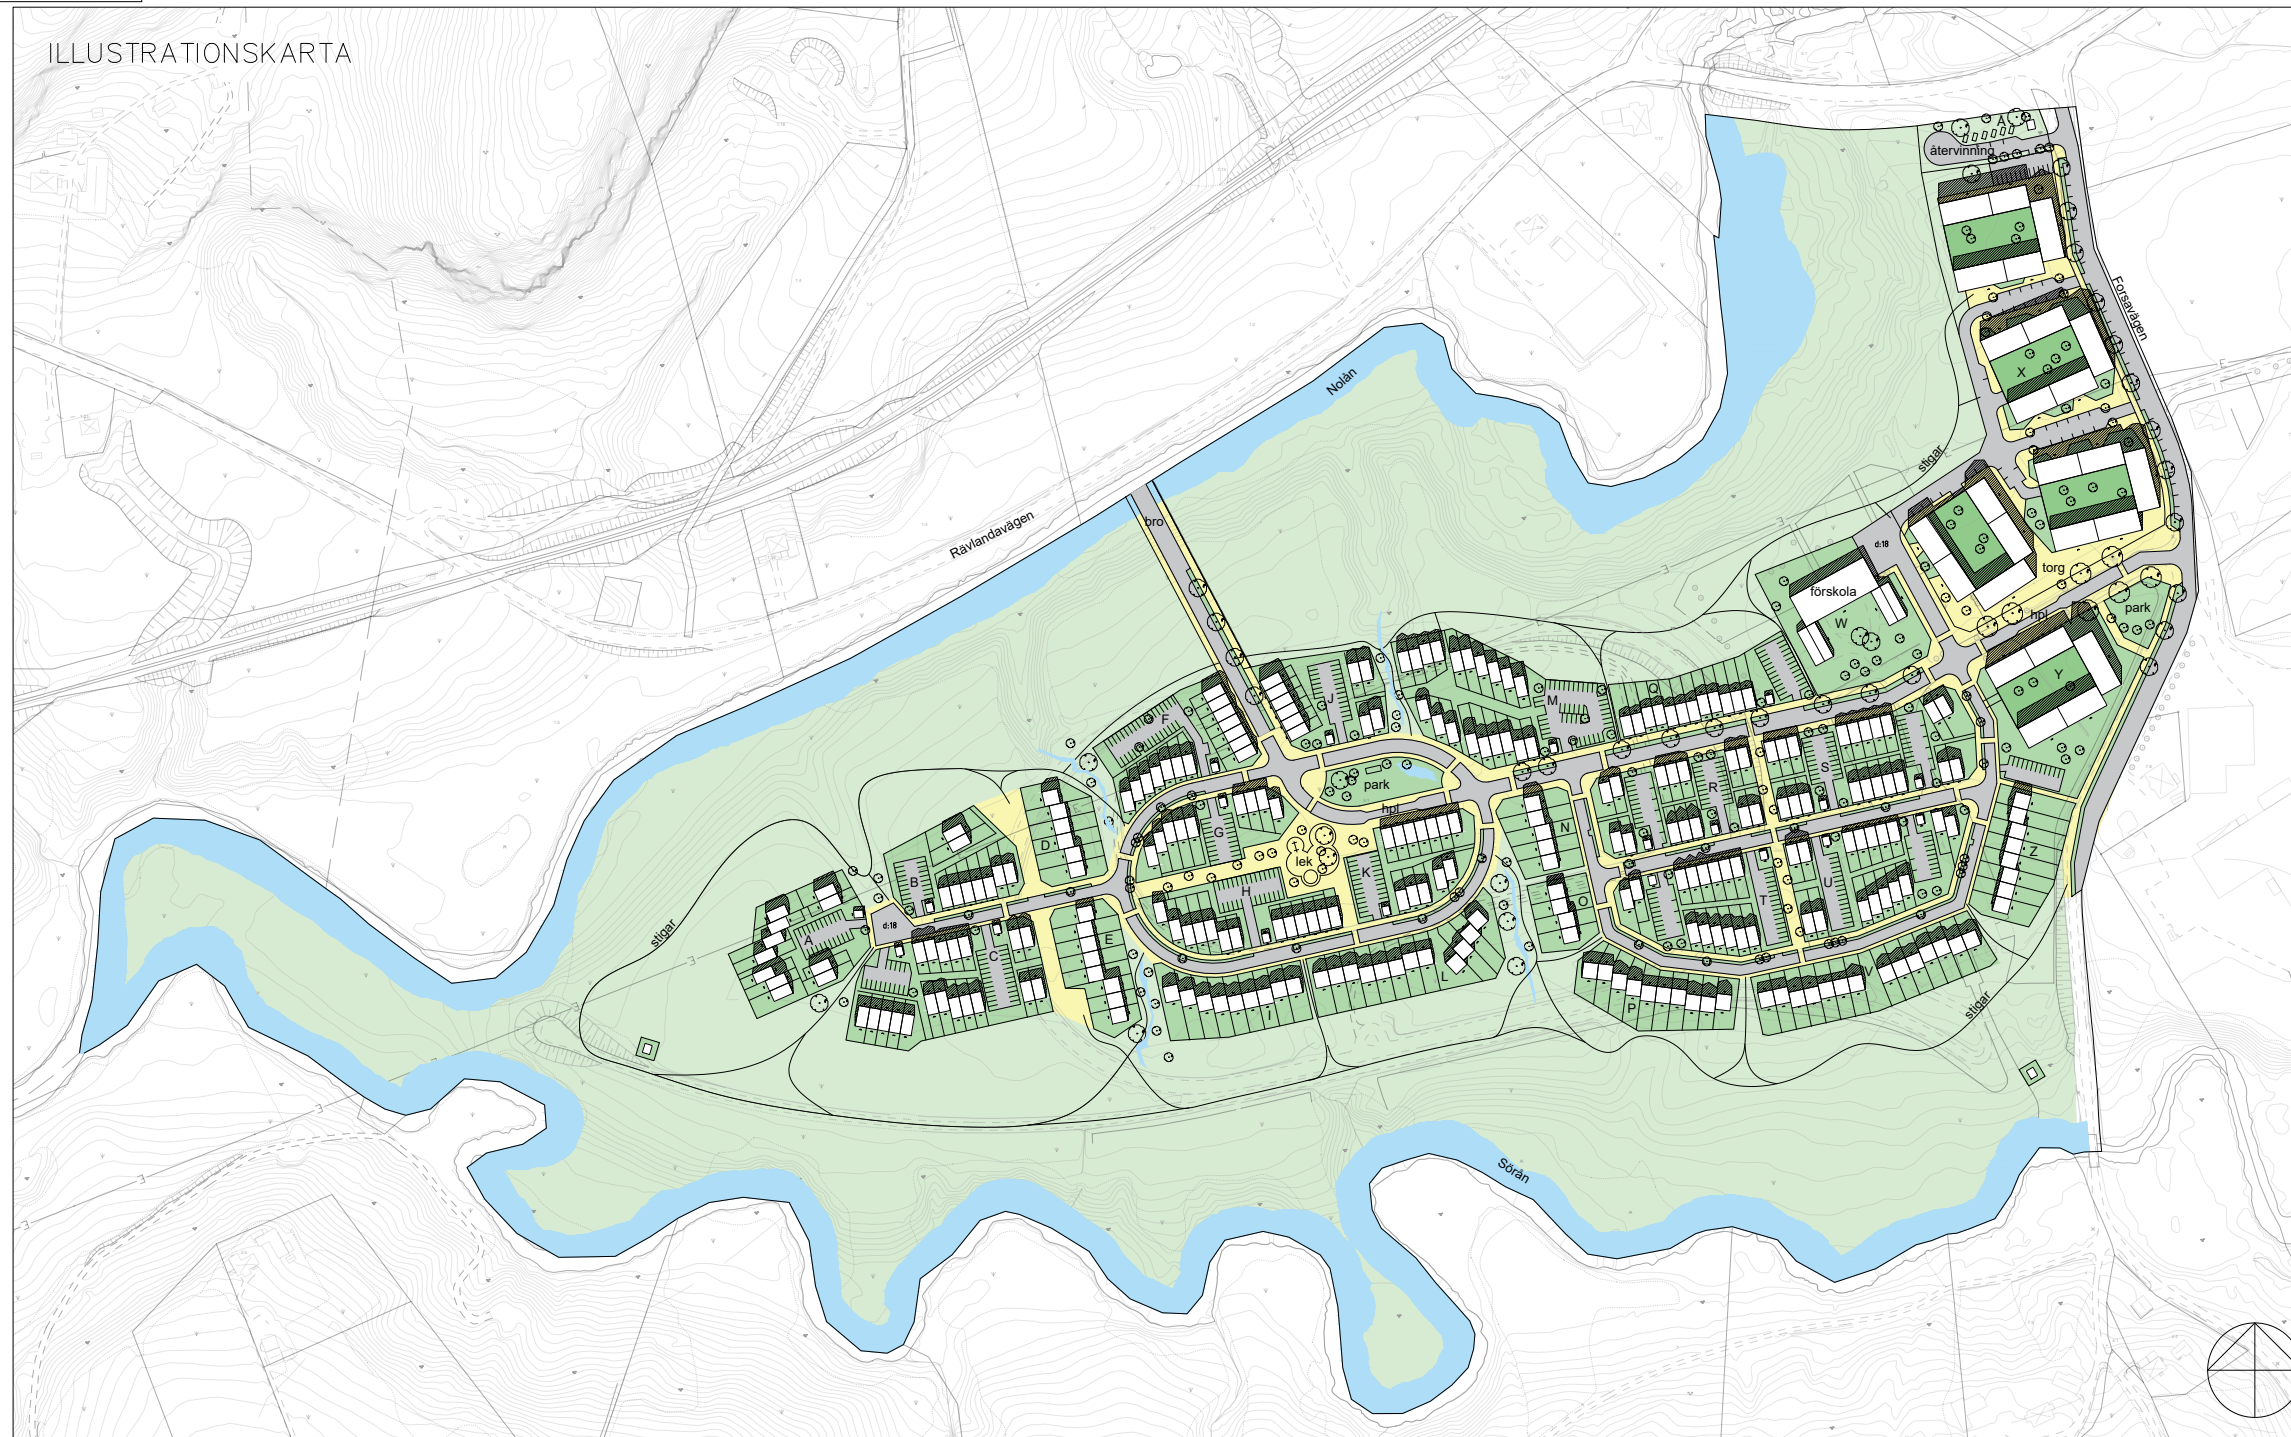 ILLUSTRATIONSKARTA
Å
återvinning
Forsavägen
Nolån
X
stigar
bro
Rävlandavägen
d:18
torg
förskola
W
hpl
park
Y
J
M
Q
F
park
hpl
S
R
G
D
N
lek
K
H
B
Z
U
T
O
stigar
d:18
A
E
C
V
L
P
I
stigar
Sörån